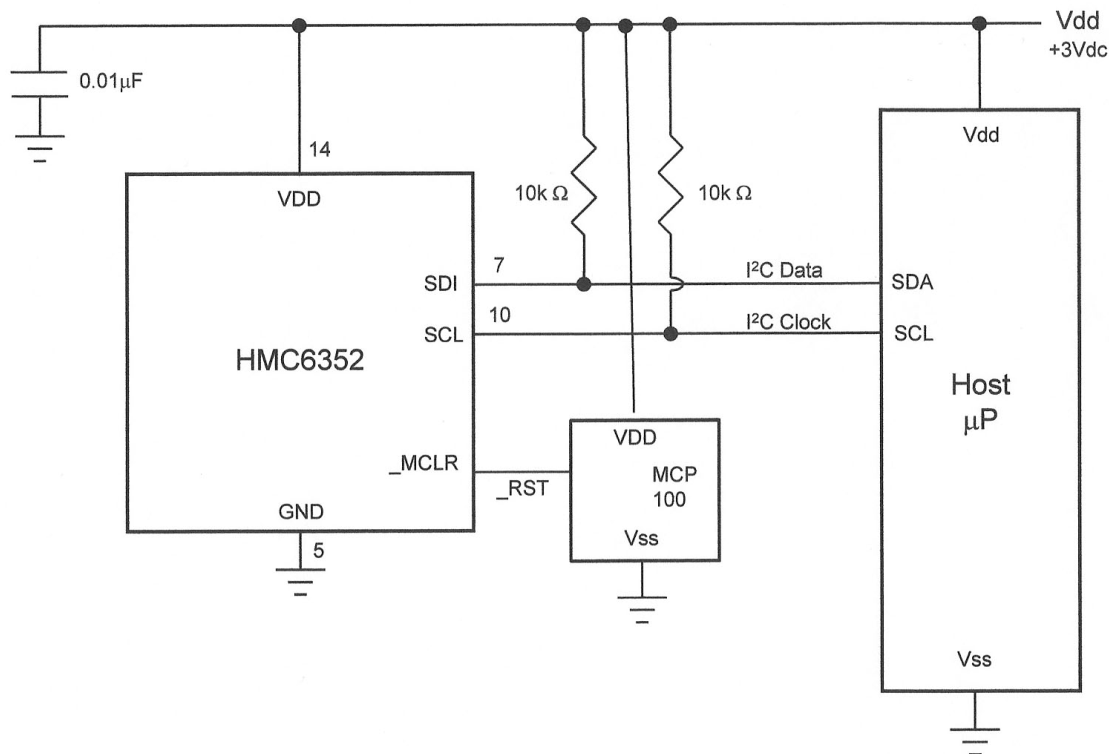 Vdd
+3Vdc
0.01µF
14
VDD
10k Ω
10k Ω
Vdd
SDI
7
I²C Data
SDA
SCL
10
I²C Clock
SCL
HMC6352
Host
µP
_MCLR
_RST
VDD
MCP
100
Vss
GND
5
Vss